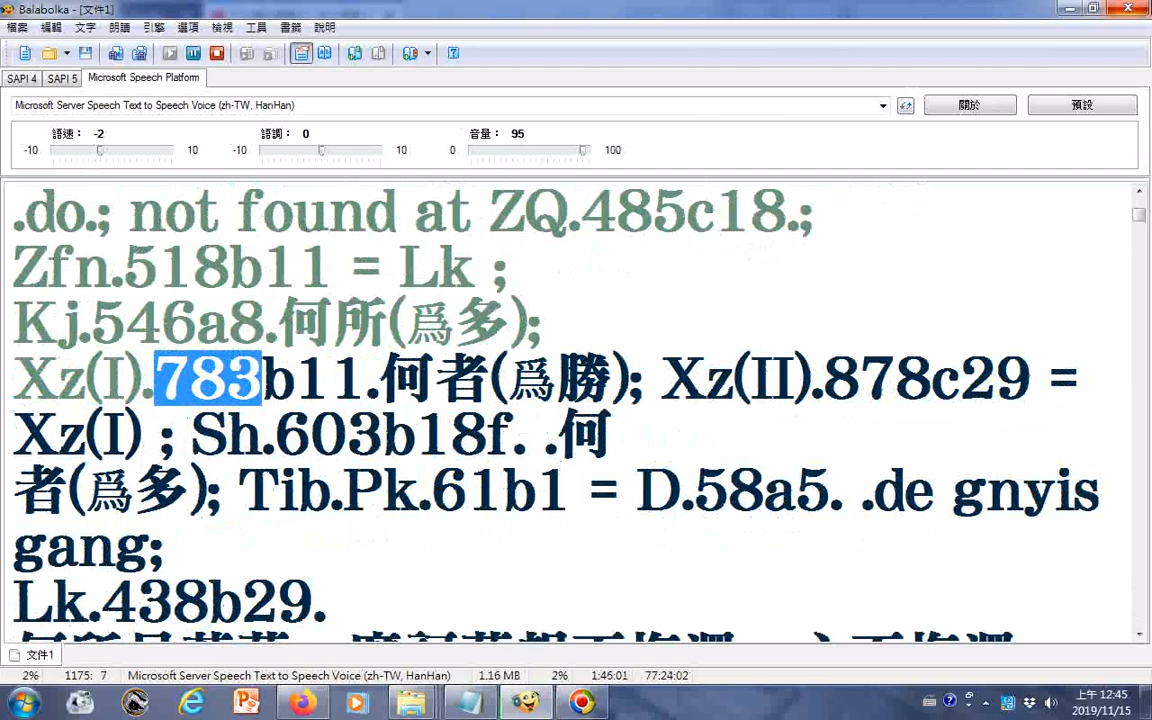 Balabolka - [文件1]
檔案 編輯 文字 朗讀 引擎 選項 檢視 工具 書籤 說明
SAPI 4 SAPI 5 Microsoft Speech Platform
Microsoft Server Speech Text to Speech Voice (zh-TW, HanHan) 關於 預設
語速： -2 語調： 0 音量： 95
-10 10 -10 10 0 100
.do.; not found at ZQ.485c18.;
Zfn.518b11 = Lk ;
Kj.546a8.何所(爲多);
Xz(I).783b11.何者(爲勝); Xz(II).878c29 =
Xz(I) ; Sh.603b18f. .何
者(爲多); Tib.Pk.61b1 = D.58a5. .de gnyis
gang;
Lk.438b29.
文件1
2% 1175: 7 Microsoft Server Speech Text to Speech Voice (zh-TW, HanHan) 1.16 MB 2% 1:46:01 77:24:02
上午 12:45
2019/11/15